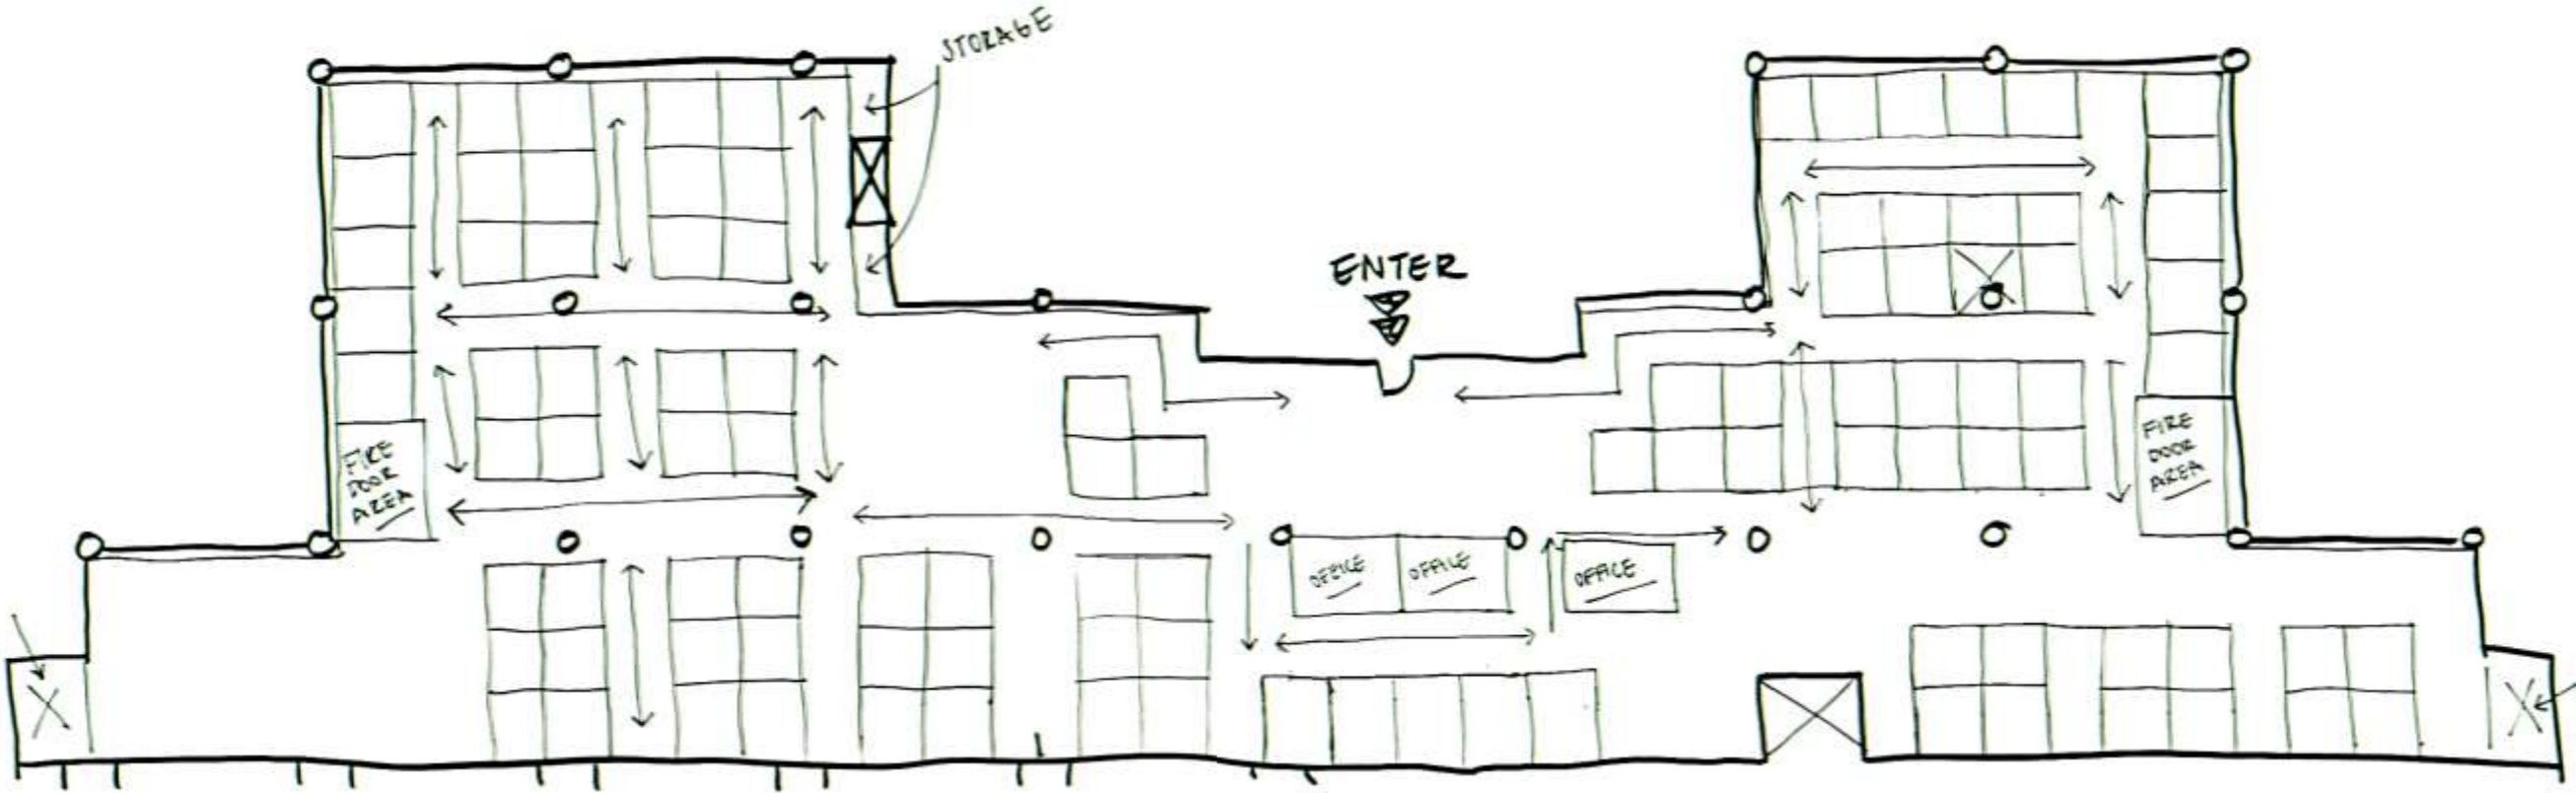 STORAGE
ENTER
FIRE
DOOR
AREA
FIRE
DOOR
AREA
OFFICE
OFFICE
OFFICE